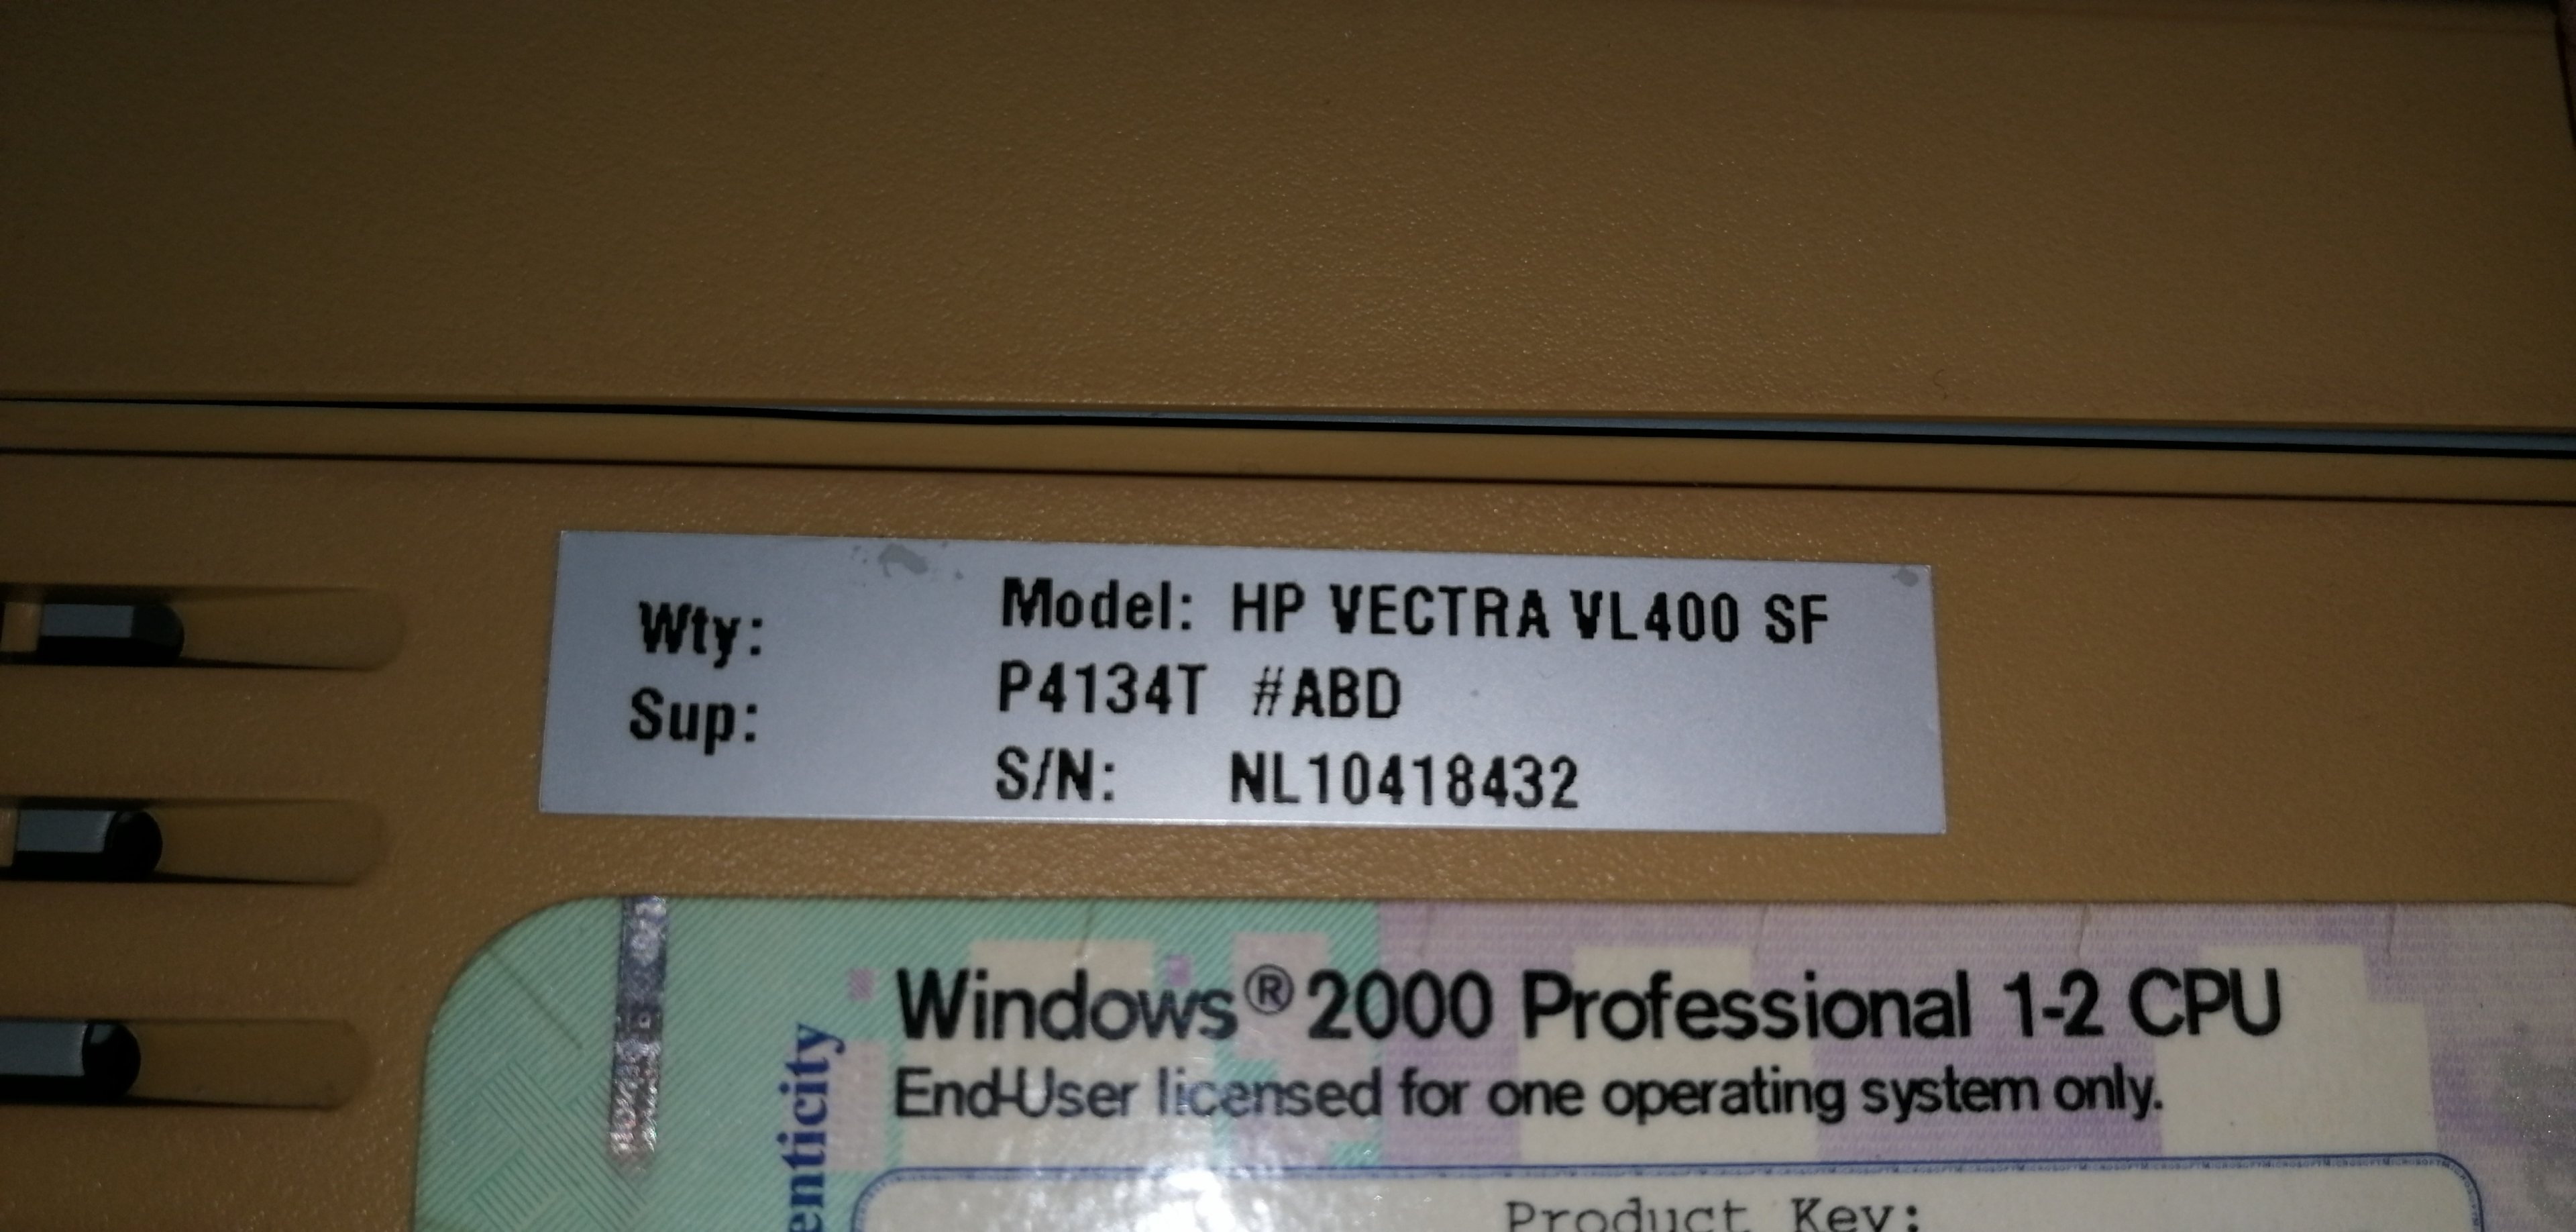 Wty:
Sup:
Model: HP VECTRA VL400 SF
P4134T #ABD
S/N: NL10418432
Windows® 2000 Professional 1-2 CPU
End-User licensed for one operating system only.
enticity
Product Key: